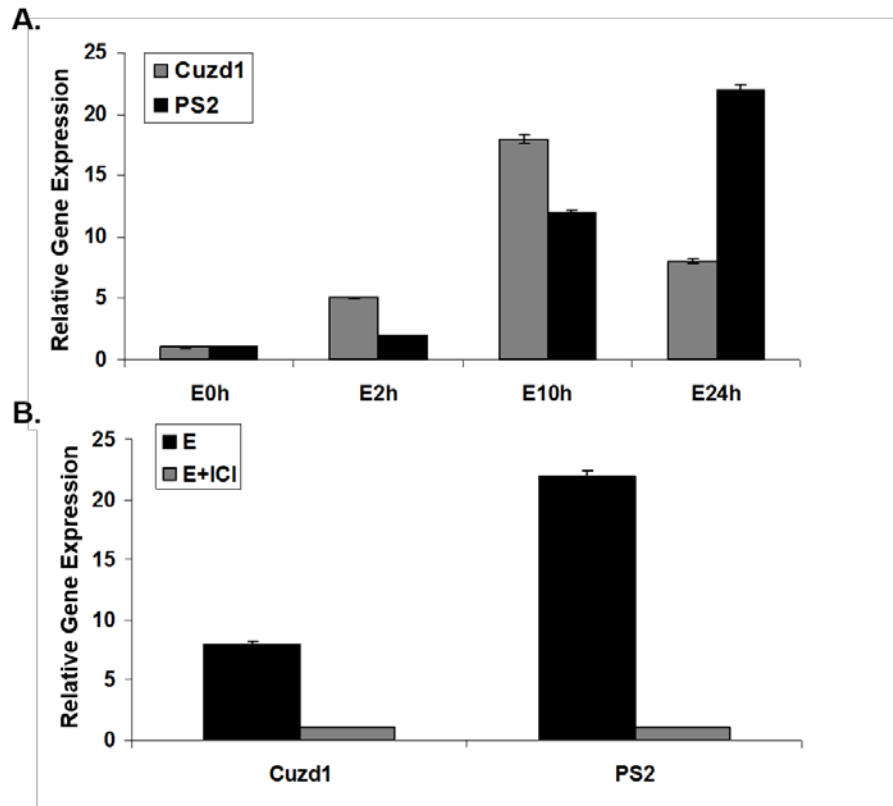 A.
Cuzd1
PS2
Relative Gene Expression
25
20
15
10
5
0
E0h E2h E10h E24h
B.
E
E+ICI
Relative Gene Expression
25
20
15
10
5
0
Cuzd1 PS2